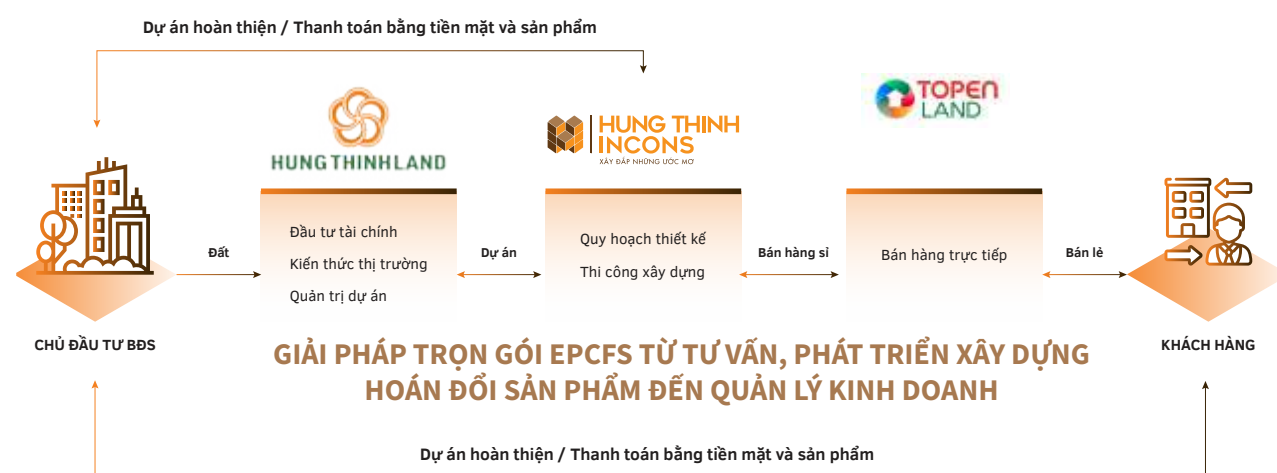 Dự án hoàn thiện / Thanh toán bằng tiền mặt và sản phẩm
HUNG THINH LAND
HUNG THINH
INCONS
XÂY ĐẮP NHỮNG ƯỚC MƠ
TOPEN
LAND
Đầu tư tài chính
Kiến thức thị trường
Quản trị dự án
Quy hoạch thiết kế
Thi công xây dựng
Bán hàng trực tiếp
Đất
Dự án
Bán hàng sỉ
Bán lẻ
CHỦ ĐẦU TƯ BĐS
KHÁCH HÀNG
GIẢI PHÁP TRỌN GÓI EPCFS TỪ TƯ VẤN, PHÁT TRIỂN XÂY DỰNG
HOÁN ĐỔI SẢN PHẨM ĐẾN QUẢN LÝ KINH DOANH
Dự án hoàn thiện / Thanh toán bằng tiền mặt và sản phẩm